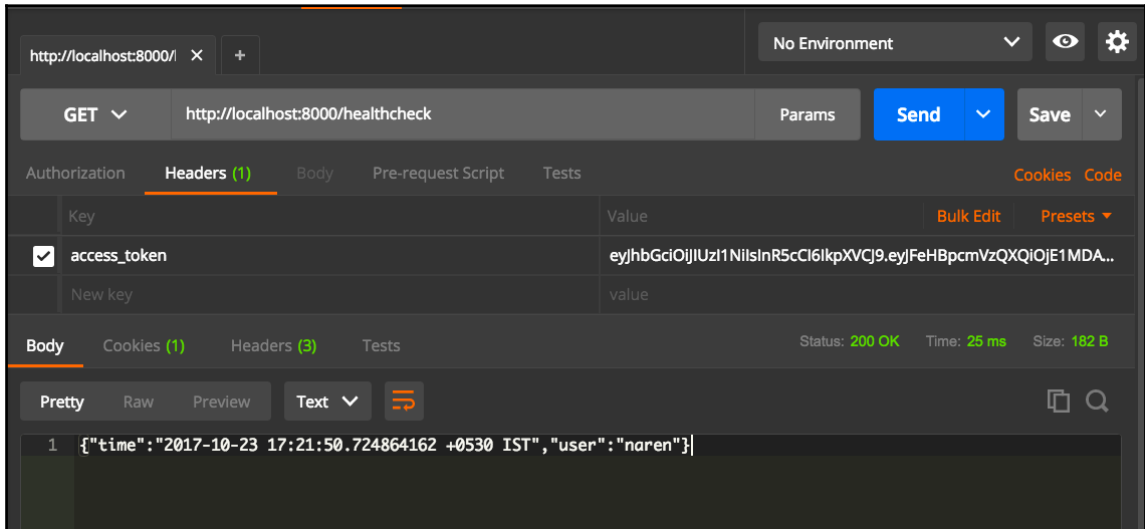 http://localhost:8000/l
No Environment
GET http://localhost:8000/healthcheck Params Send Save
Authorization Headers (1) Body Pre-request Script Tests Cookies Code
Key Value Bulk Edit Presets
access_token eyJhbGciOiJIUzI1NiIsInR5cCI6IkpXVCJ9.eyJFeHBpcmVzQXQiOjE1MDA...
New key value
Body Cookies (1) Headers (3) Tests Status: 200 OK Time: 25 ms Size: 182 B
Pretty Raw Preview Text
1 {"time":"2017-10-23 17:21:50.724864162 +0530 IST","user":"naren"}